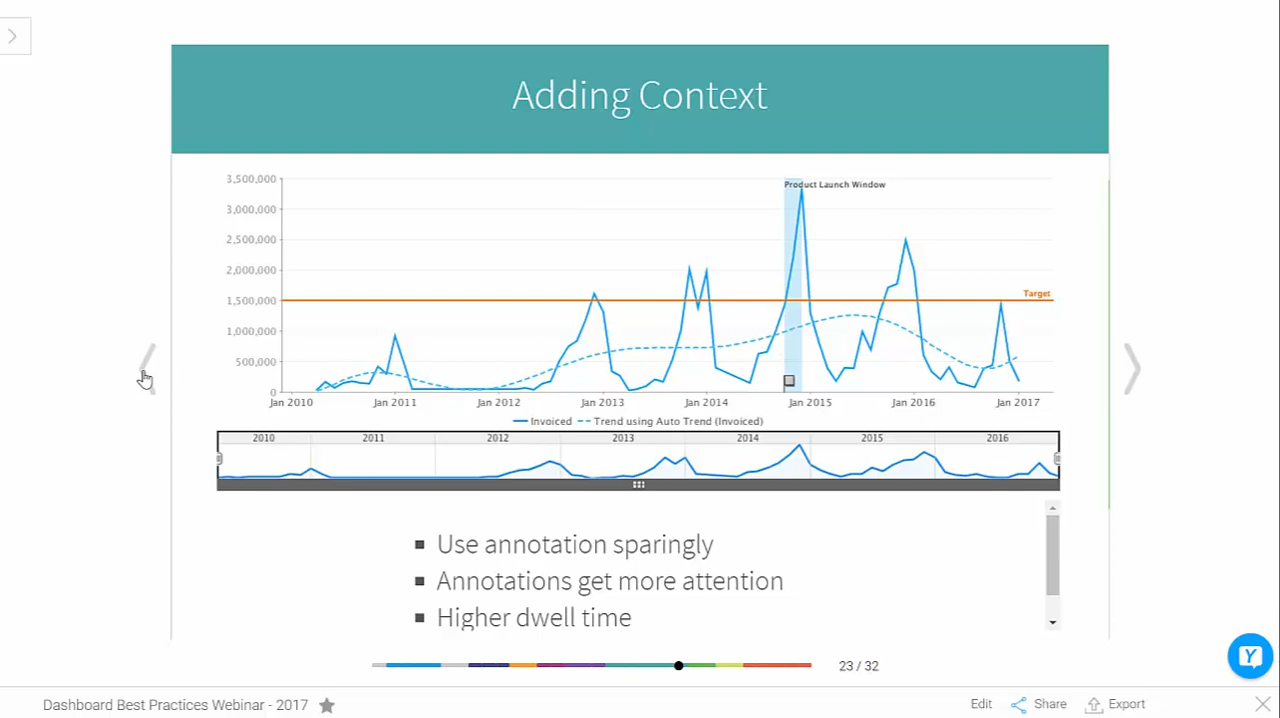 Adding Context
3,500,000
Product Launch Window
3,000,000
2,500,000
2,000,000
1,500,000
Target
1,000,000
500,000
0
Jan 2010 Jan 2011 Jan 2012 Jan 2013 Jan 2014 Jan 2015 Jan 2016 Jan 2017
Invoiced Trend using Auto Trend (Invoiced)
2010 2011 2012 2013 2014 2015 2016
Use annotation sparingly
Annotations get more attention
Higher dwell time
23 / 32
Y
Dashboard Best Practices Webinar - 2017 Edit Share Export